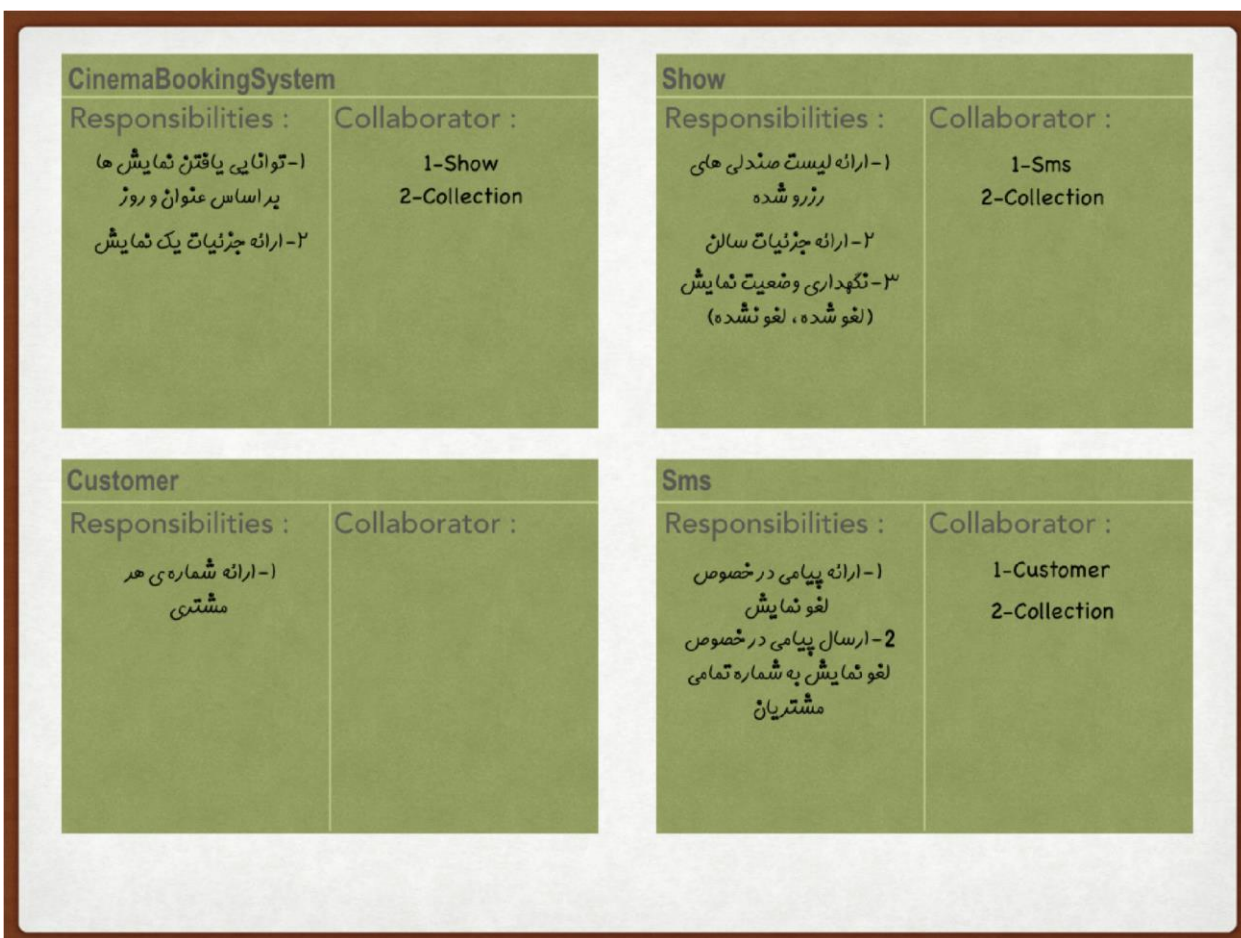 CinemaBookingSystem
Responsibilities :
۱-توانایی یافتن نمایش ها
بر اساس عنوان و روز
۲-ارائه جزئیات یک نمایش
Collaborator :
1-Show
2-Collection
Show
Responsibilities :
۱-ارائه لیست صندلی های
رزرو شده
۲-ارائه جزئیات سالن
۳-نگهداری وضعیت نمایش
(لغو شده، لغو نشده)
Collaborator :
1-Sms
2-Collection
Customer
Responsibilities :
۱-ارائه شماره ی هر
مشتری
Collaborator :
Sms
Responsibilities :
۱-ارائه پیامی در خصوص
لغو نمایش
2-ارسال پیامی در خصوص
لغو نمایش به شماره تمامی
مشتریان
Collaborator :
1-Customer
2-Collection